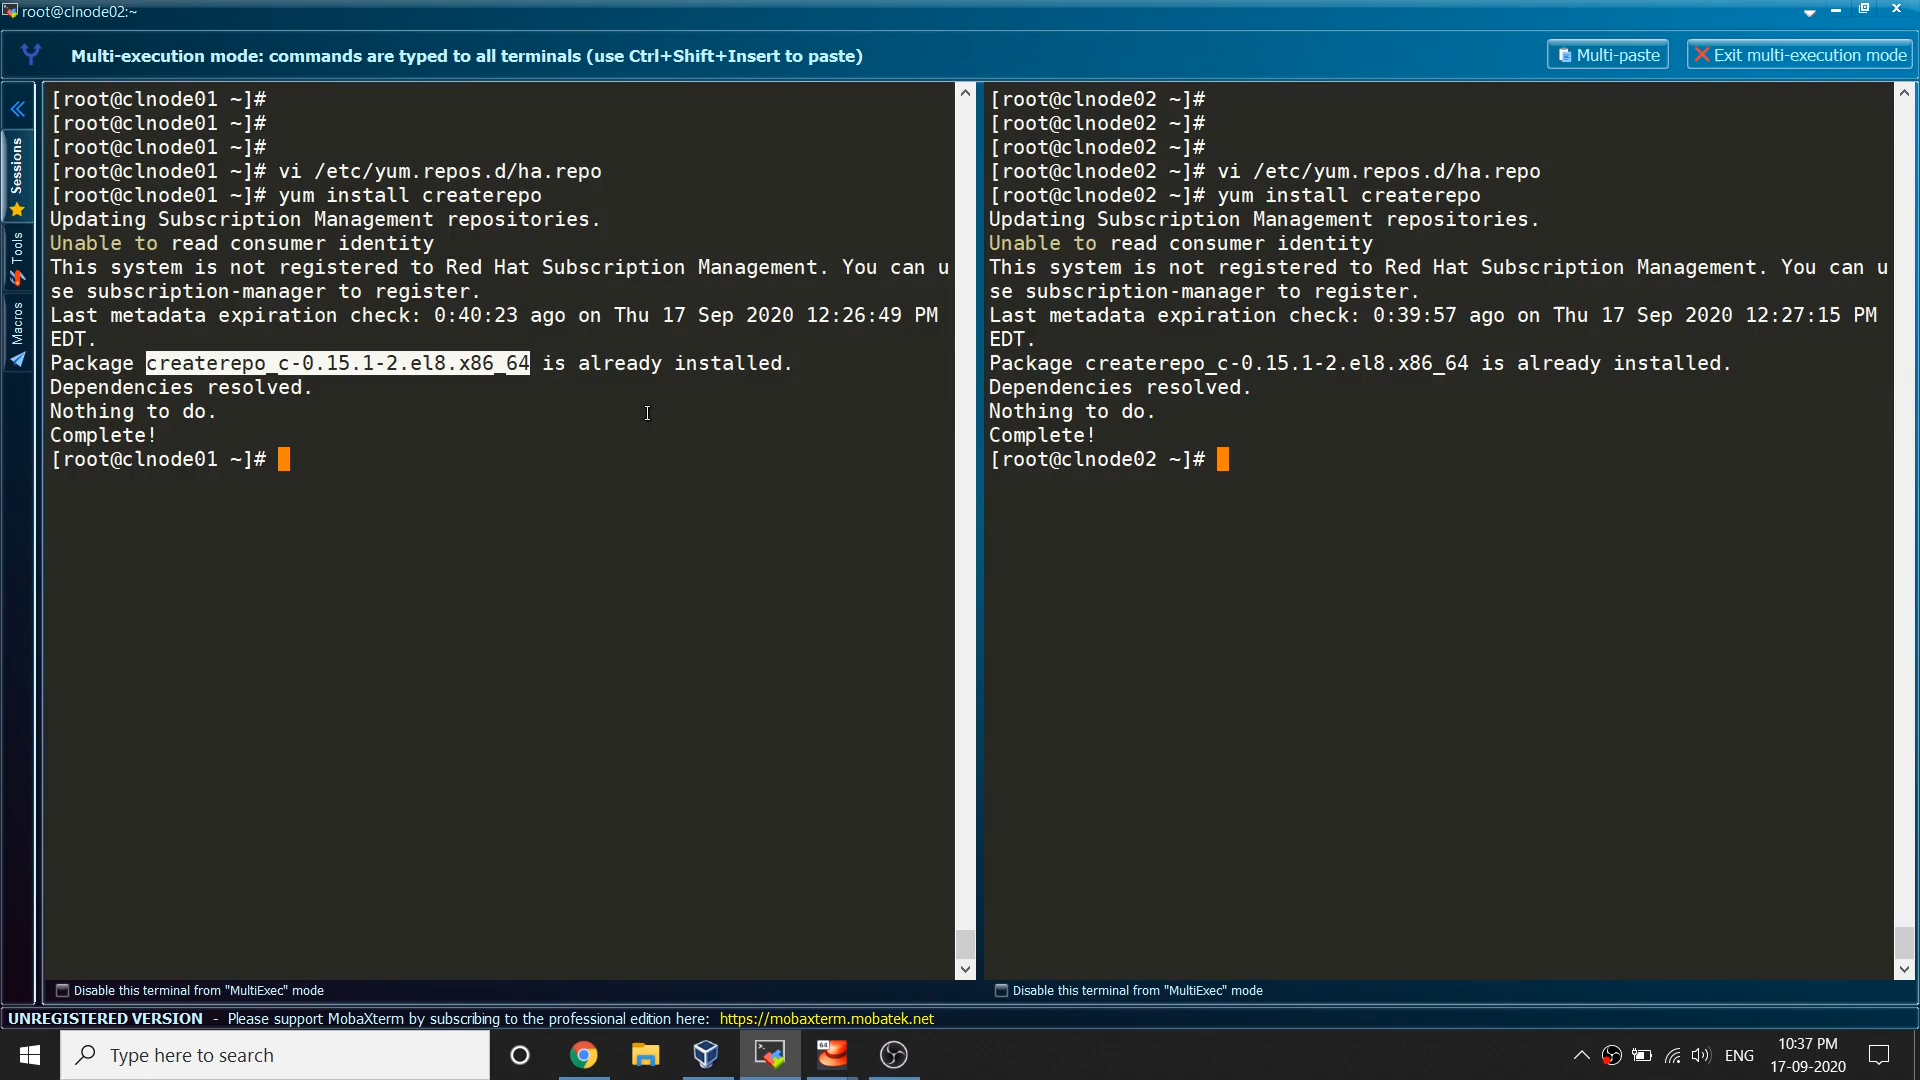 root@clnode02:~
Multi-execution mode: commands are typed to all terminals (use Ctrl+Shift+Insert to paste)
Multi-paste
Exit multi-execution mode
Sessions
Tools
Macros
[root@clnode01 ~]#
[root@clnode01 ~]#
[root@clnode01 ~]#
[root@clnode01 ~]# vi /etc/yum.repos.d/ha.repo
[root@clnode01 ~]# yum install createrepo
Updating Subscription Management repositories.
Unable to read consumer identity
This system is not registered to Red Hat Subscription Management. You can u
se subscription-manager to register.
Last metadata expiration check: 0:40:23 ago on Thu 17 Sep 2020 12:26:49 PM
EDT.
Package createrepo_c-0.15.1-2.el8.x86_64 is already installed.
Dependencies resolved.
Nothing to do.
Complete!
[root@clnode01 ~]#
Disable this terminal from "MultiExec" mode
[root@clnode02 ~]#
[root@clnode02 ~]#
[root@clnode02 ~]#
[root@clnode02 ~]# vi /etc/yum.repos.d/ha.repo
[root@clnode02 ~]# yum install createrepo
Updating Subscription Management repositories.
Unable to read consumer identity
This system is not registered to Red Hat Subscription Management. You can u
se subscription-manager to register.
Last metadata expiration check: 0:39:57 ago on Thu 17 Sep 2020 12:27:15 PM
EDT.
Package createrepo_c-0.15.1-2.el8.x86_64 is already installed.
Dependencies resolved.
Nothing to do.
Complete!
[root@clnode02 ~]#
Disable this terminal from "MultiExec" mode
UNREGISTERED VERSION - Please support MobaXterm by subscribing to the professional edition here: https://mobaxterm.mobatek.net
Type here to search
64
ENG
10:37 PM
17-09-2020